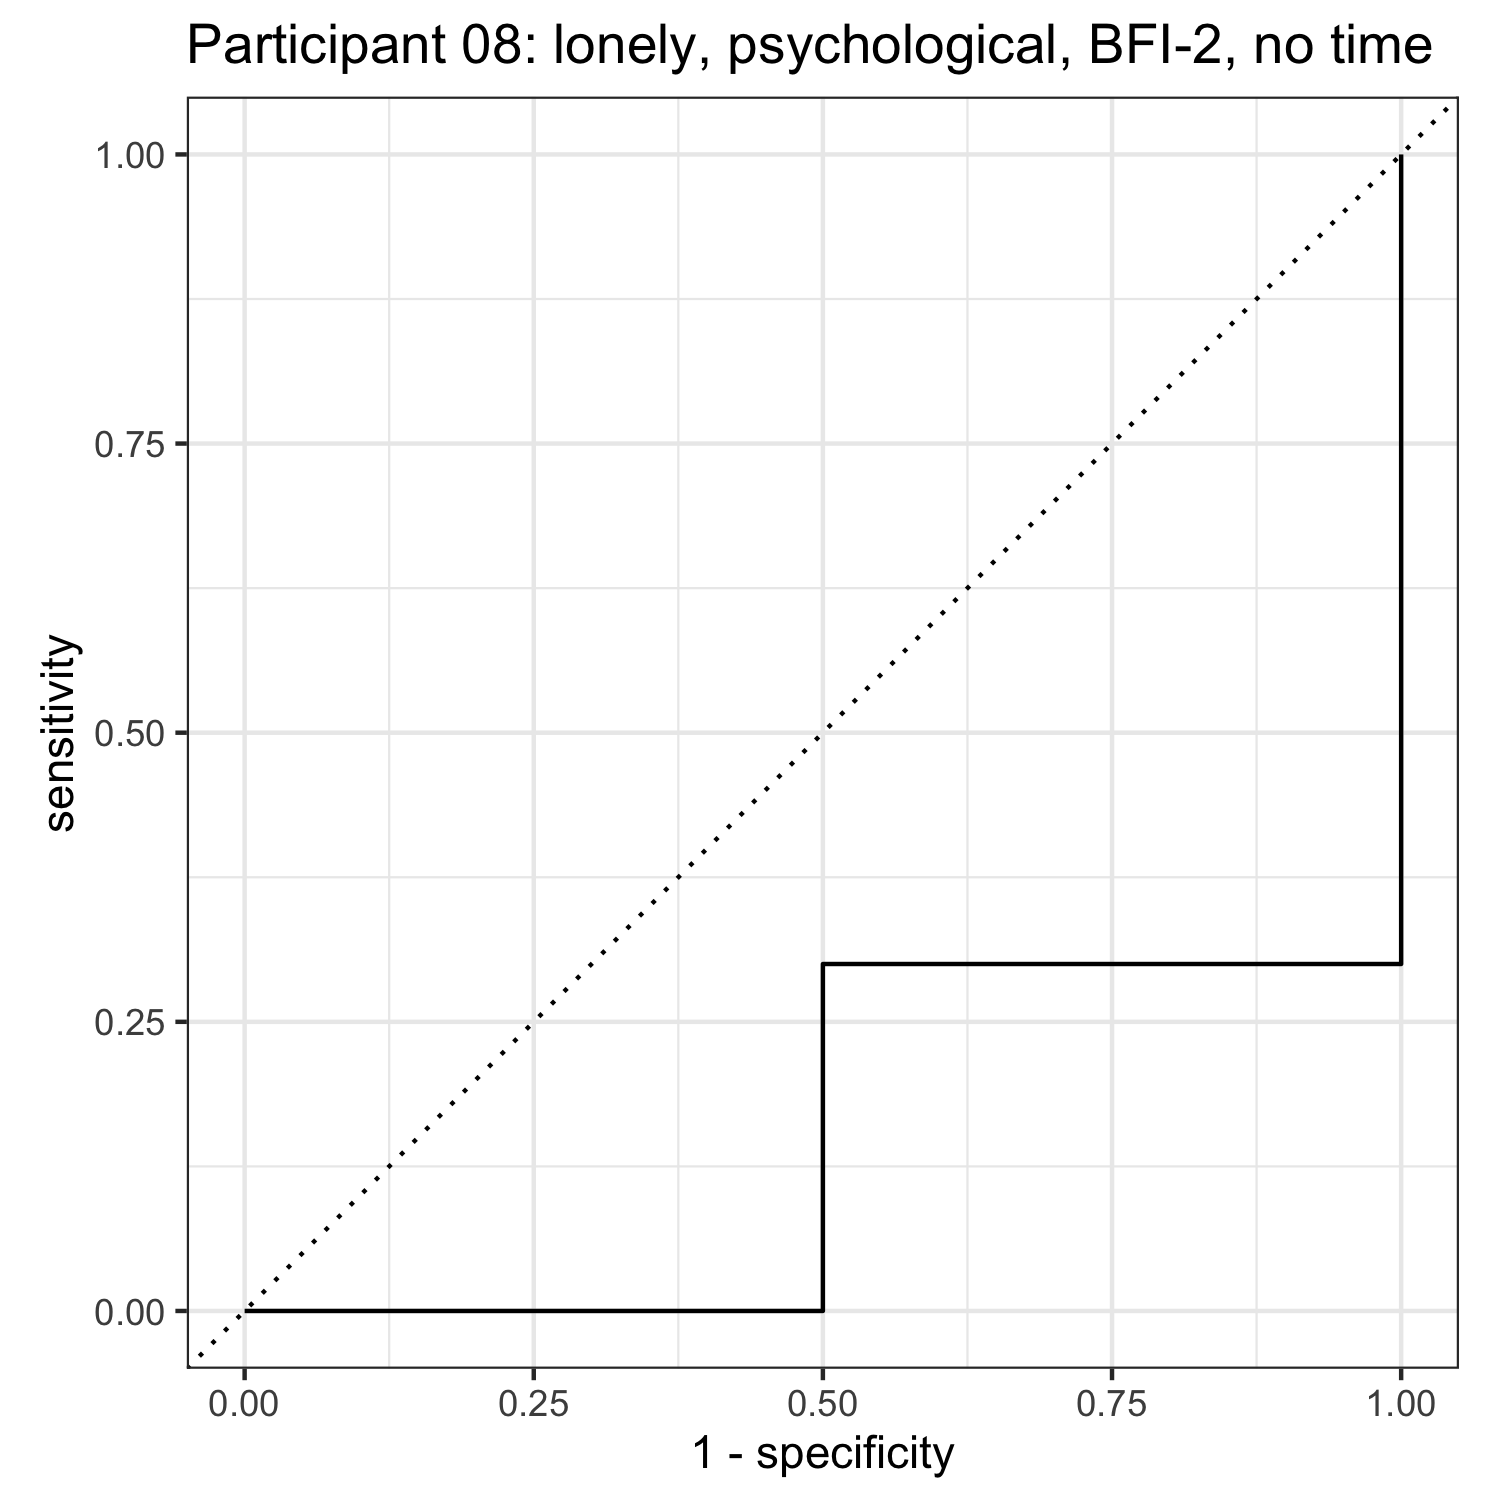 Participant 08: lonely, psychological, BFI-2, no time
1.00
0.75
0.50
0.25
0.00
sensitivity
0.00 0.25 0.50 0.75 1.00
1 - specificity